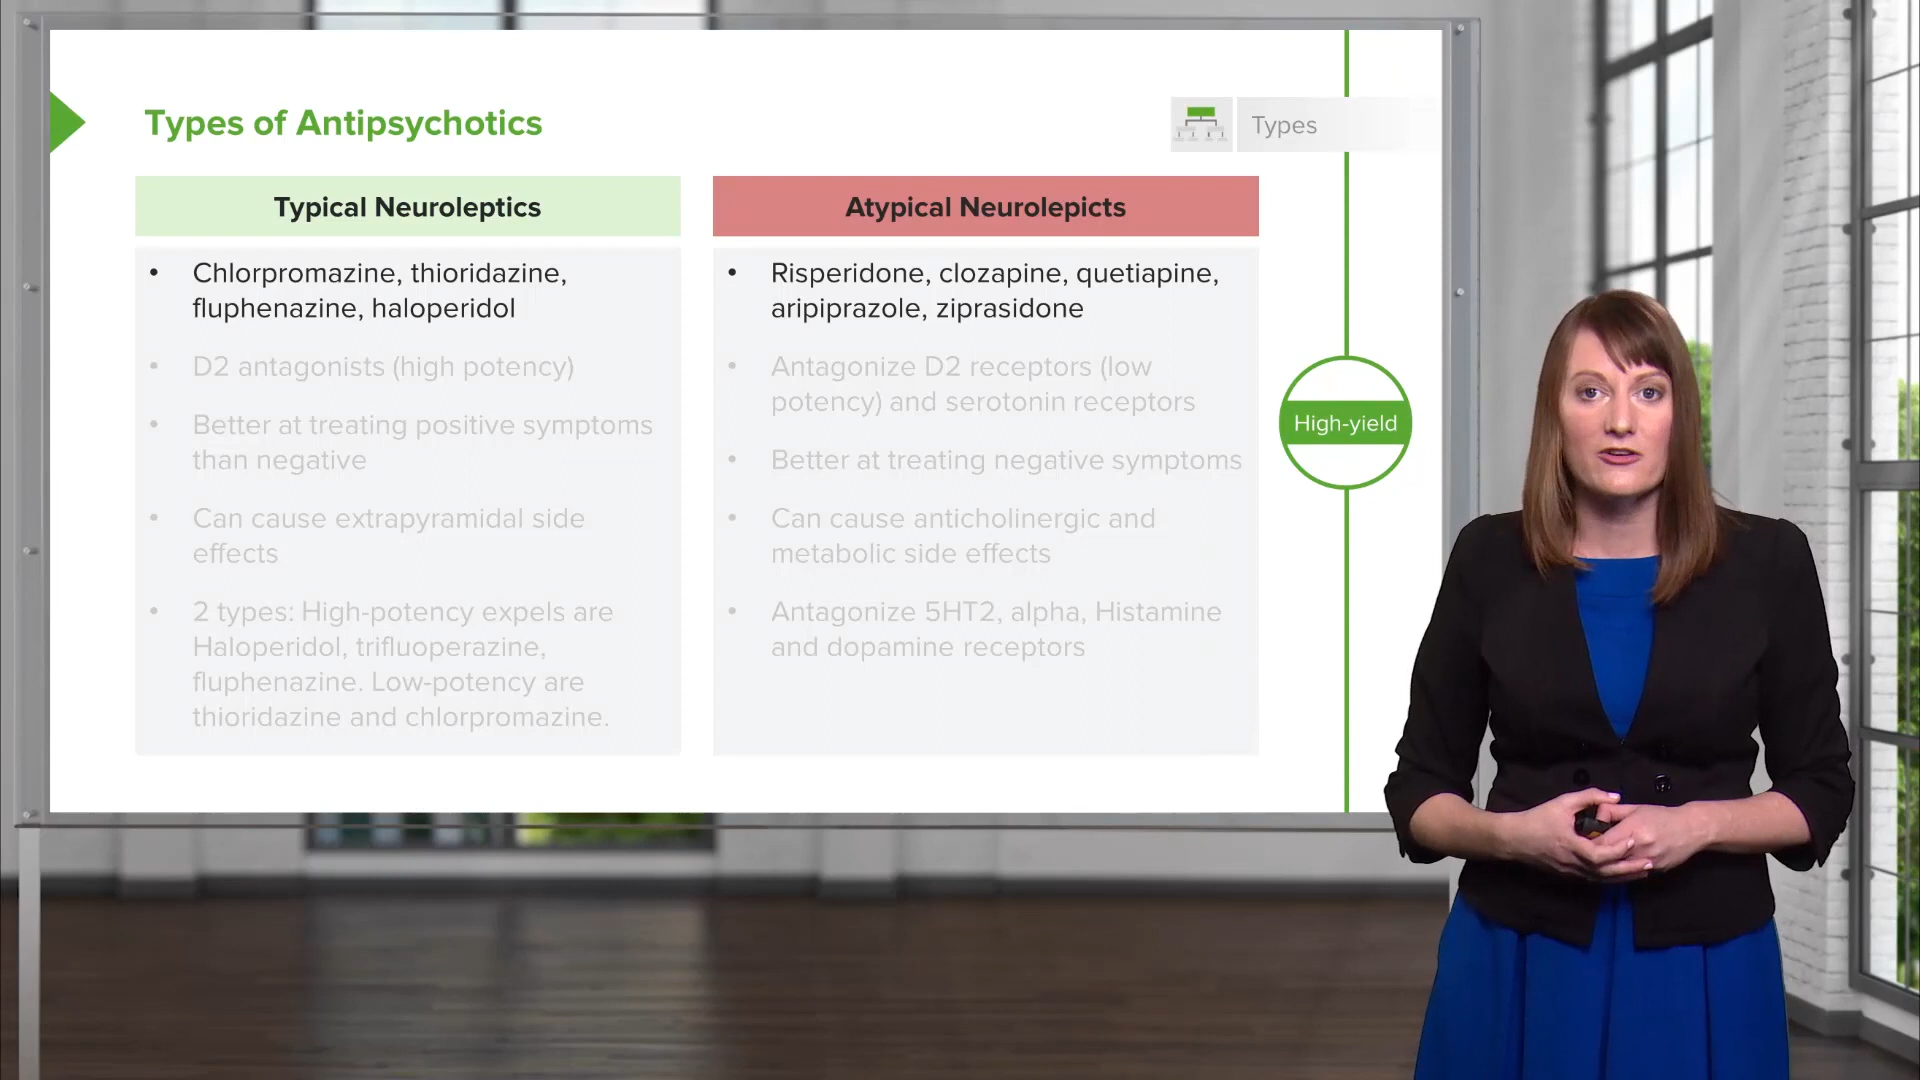 Types of Antipsychotics
Types
Typical Neuroleptics
• Chlorpromazine, thioridazine,
fluphenazine, haloperidol
• D2 antagonists (high potency)
• Better at treating positive symptoms
than negative
• Can cause extrapyramidal side
effects
• 2 types: High-potency expels are
Haloperidol, trifluoperazine,
fluphenazine. Low-potency are
thioridazine and chlorpromazine.
Atypical Neurolepicts
• Risperidone, clozapine, quetiapine,
aripiprazole, ziprasidone
• Antagonize D2 receptors (low
potency) and serotonin receptors
• Better at treating negative symptoms
• Can cause anticholinergic and
metabolic side effects
• Antagonize 5HT2, alpha, Histamine
and dopamine receptors
High-yield